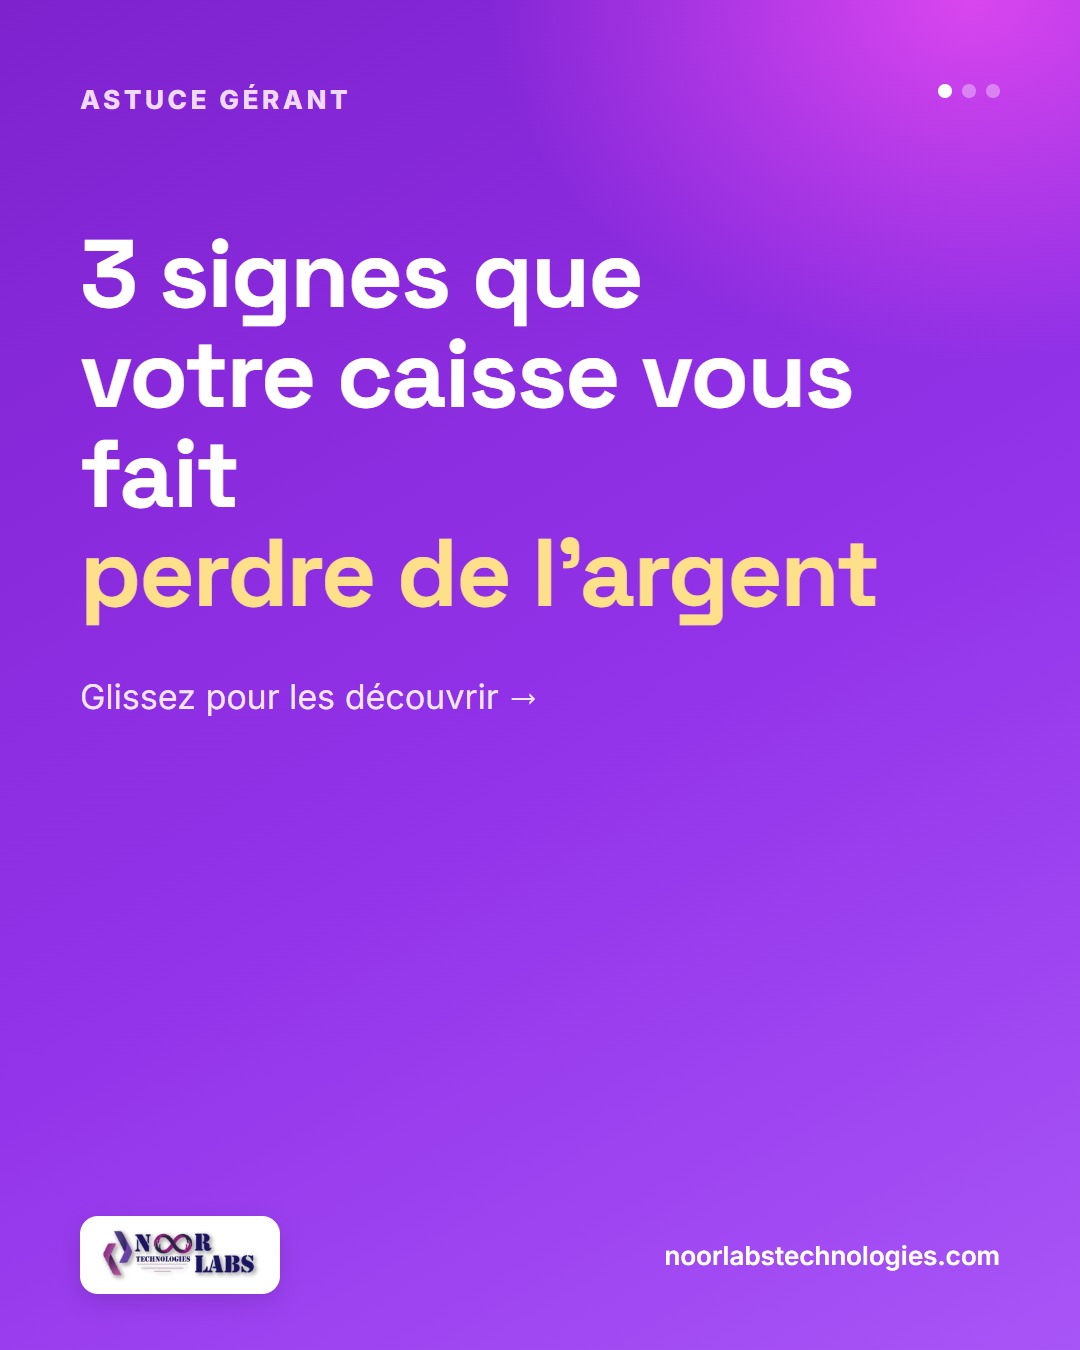 ASTUCE GÉRANT
3 signes que
votre caisse vous
fait
perdre de l’argent
Glissez pour les découvrir →
NOOR
TECHNOLOGIES
LABS
noorlabstechnologies.com